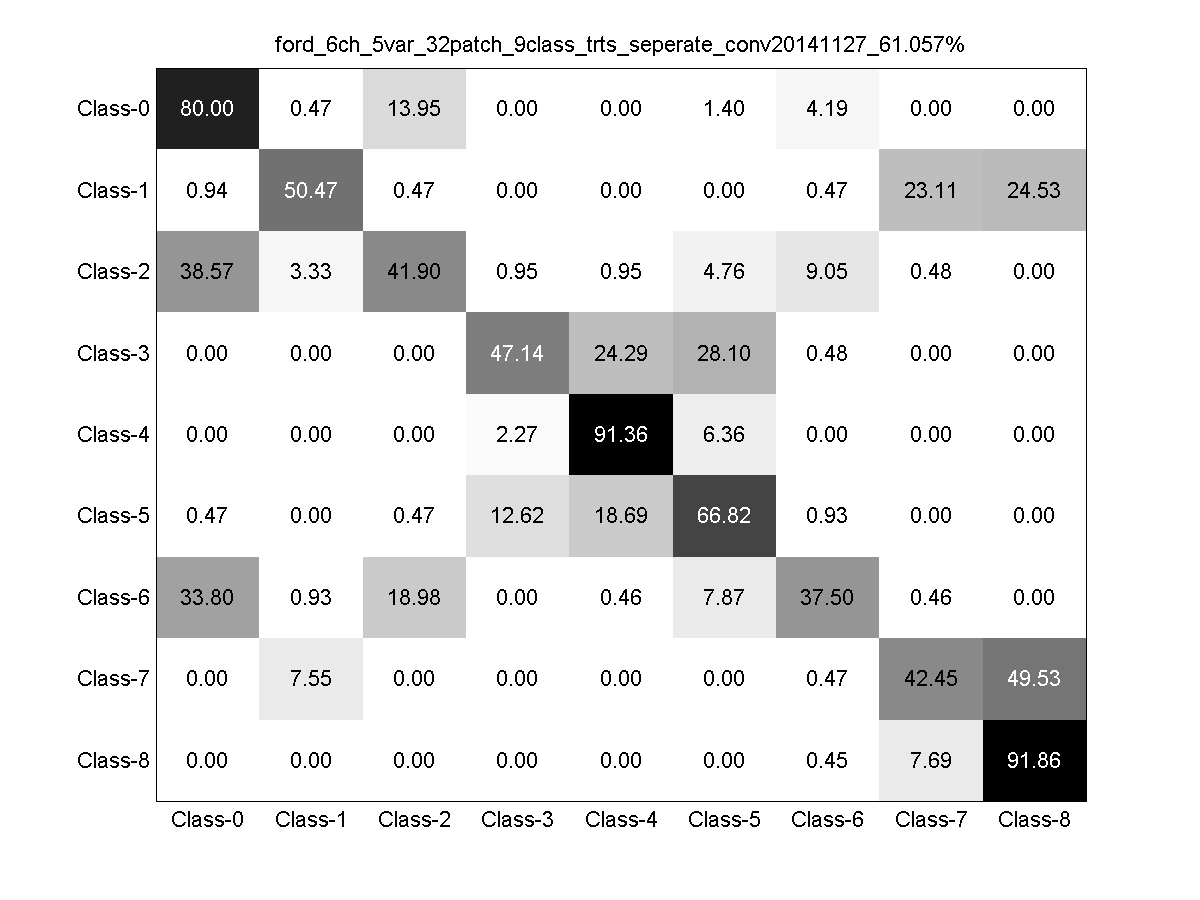 ford_6ch_5var_32patch_9class_trts_seperate_conv20141127_61.057%
Class-0 80.00 0.47 13.95 0.00 0.00 1.40 4.19 0.00 0.00
Class-1 0.94 50.47 0.47 0.00 0.00 0.00 0.47 23.11 24.53
Class-2 38.57 3.33 41.90 0.95 0.95 4.76 9.05 0.48 0.00
Class-3 0.00 0.00 0.00 47.14 24.29 28.10 0.48 0.00 0.00
Class-4 0.00 0.00 0.00 2.27 91.36 6.36 0.00 0.00 0.00
Class-5 0.47 0.00 0.47 12.62 18.69 66.82 0.93 0.00 0.00
Class-6 33.80 0.93 18.98 0.00 0.46 7.87 37.50 0.46 0.00
Class-7 0.00 7.55 0.00 0.00 0.00 0.00 0.47 42.45 49.53
Class-8 0.00 0.00 0.00 0.00 0.00 0.00 0.45 7.69 91.86
Class-0 Class-1 Class-2 Class-3 Class-4 Class-5 Class-6 Class-7 Class-8